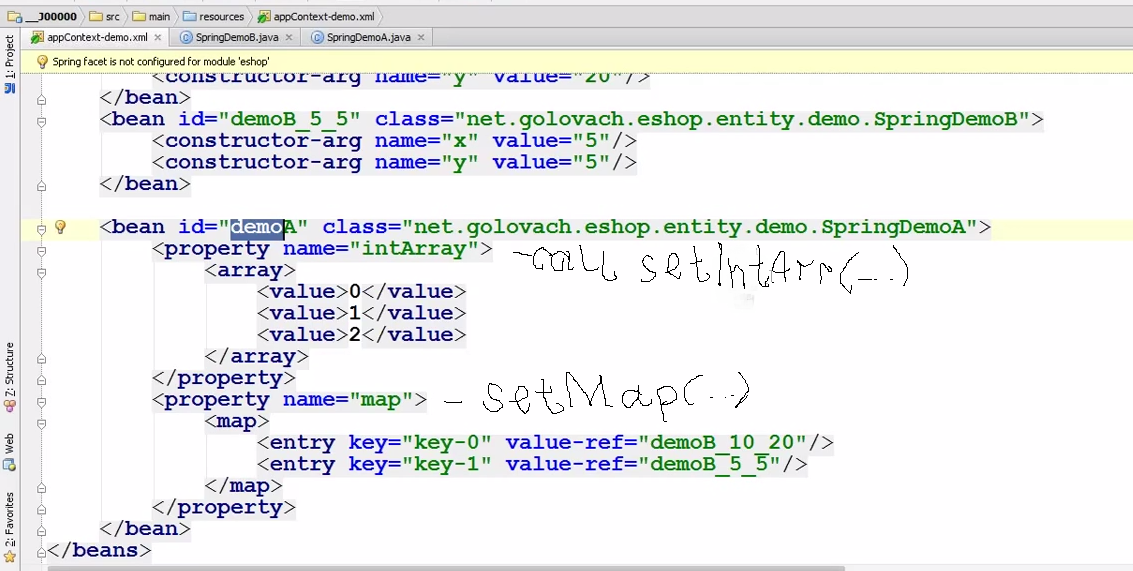 __J00000 src main resources appContext-demo.xml
appContext-demo.xml SpringDemoB.java SpringDemoA.java
Spring facet is not configured for module 'eshop'
<constructor-arg name="y" value="20"/>
</bean>
<bean id="demoB_5_5" class="net.golovach.eshop.entity.demo.SpringDemoB">
<constructor-arg name="x" value="5"/>
<constructor-arg name="y" value="5"/>
</bean>
<bean id="demoA" class="net.golovach.eshop.entity.demo.SpringDemoA">
<property name="intArray"> - call setIntArr(...)
<array>
<value>0</value>
<value>1</value>
<value>2</value>
</array>
</property>
<property name="map"> - setMap(...)
<map>
<entry key="key-0" value-ref="demoB_10_20"/>
<entry key="key-1" value-ref="demoB_5_5"/>
</map>
</property>
</bean>
</beans>
1: Project
7: Structure
Web
2: Favorites